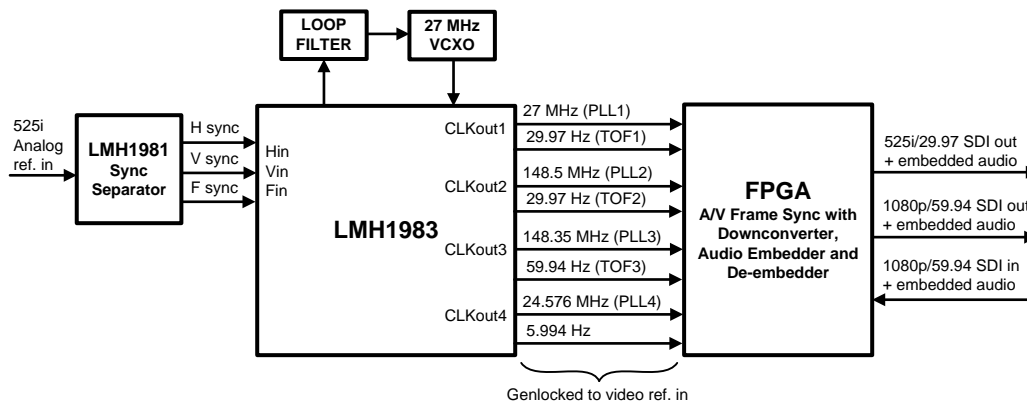 LOOP
FILTER
27 MHz
VCXO
525i
Analog
ref. in
LMH1981
Sync
Separator
H sync
V sync
F sync
Hin
Vin
Fin
LMH1983
CLKout1
CLKout2
CLKout3
CLKout4
27 MHz (PLL1)
29.97 Hz (TOF1)
148.5 MHz (PLL2)
29.97 Hz (TOF2)
148.35 MHz (PLL3)
59.94 Hz (TOF3)
24.576 MHz (PLL4)
5.994 Hz
Genlocked to video ref. in
FPGA
A/V Frame Sync with
Downconverter,
Audio Embedder and
De-embedder
525i/29.97 SDI out
+ embedded audio
1080p/59.94 SDI out
+ embedded audio
1080p/59.94 SDI in
+ embedded audio